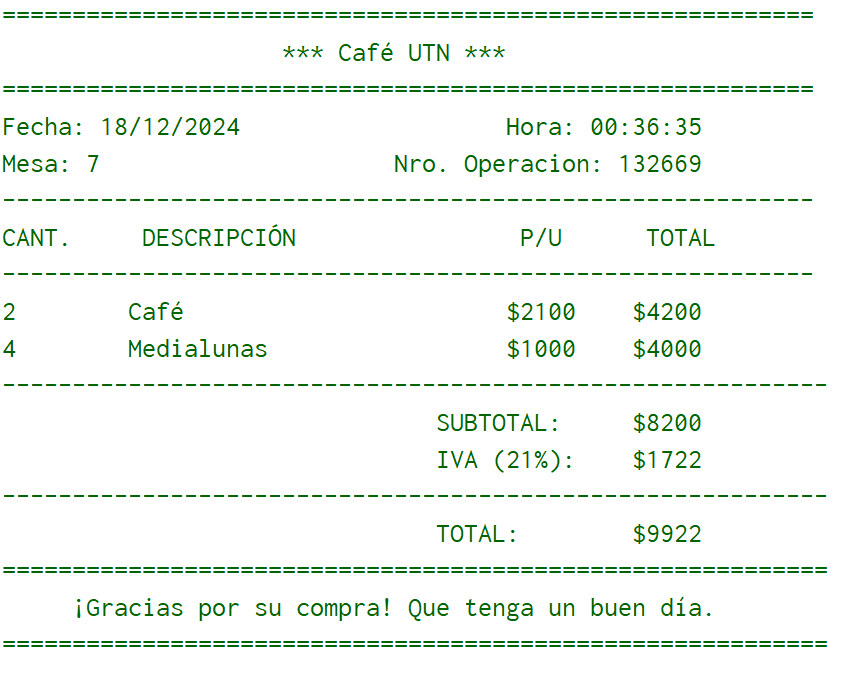 ==========================================================
*** Café UTN ***
==========================================================
Fecha: 18/12/2024                   Hora: 00:36:35
Mesa: 7                     Nro. Operacion: 132669
----------------------------------------------------------
CANT.     DESCRIPCIÓN                P/U      TOTAL
----------------------------------------------------------
2        Café                       $2100    $4200
4        Medialunas                 $1000    $4000
-----------------------------------------------------------
SUBTOTAL:     $8200
IVA (21%):    $1722
-----------------------------------------------------------
TOTAL:        $9922
===========================================================
¡Gracias por su compra! Que tenga un buen día.
===========================================================